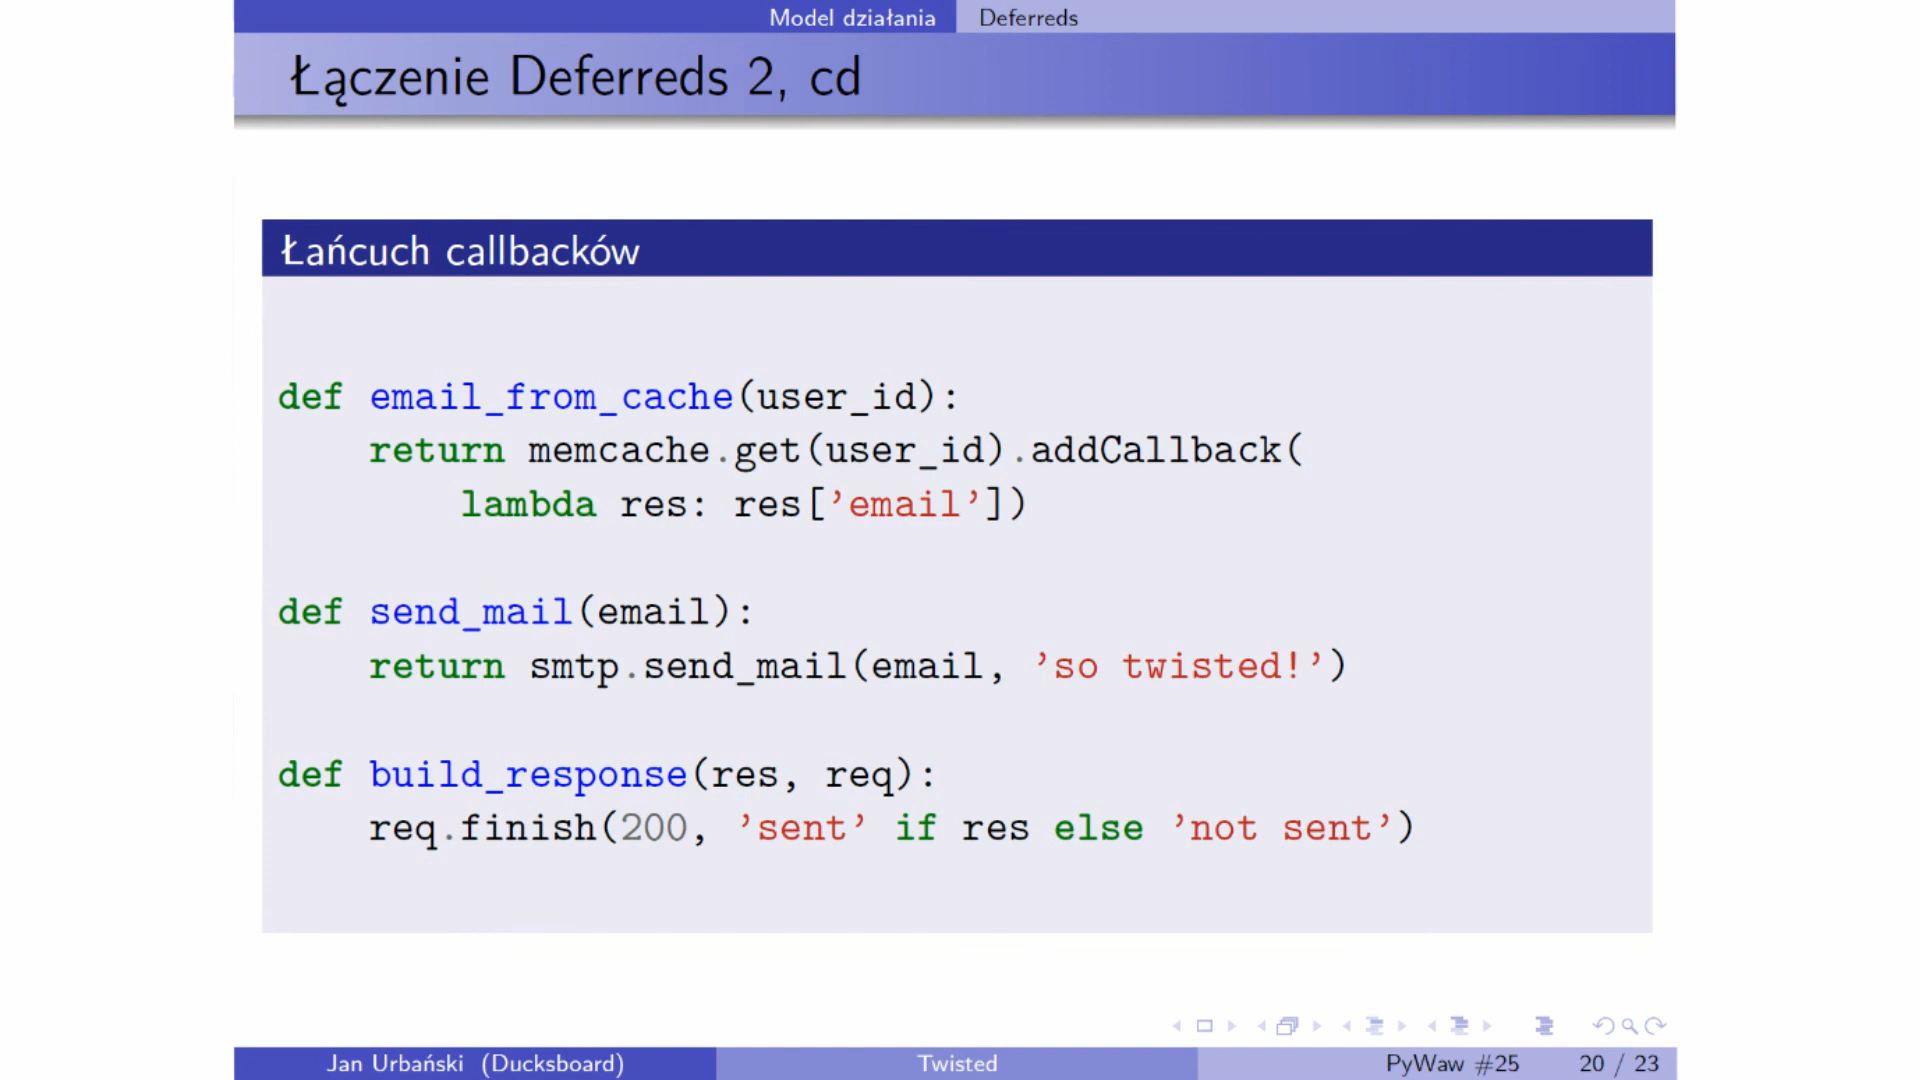 Model działania Deferreds
Łączenie Deferreds 2, cd
Łańcuch callbacków
def email_from_cache(user_id):
    return memcache.get(user_id).addCallback(
        lambda res: res['email'])
def send_mail(email):
    return smtp.send_mail(email, 'so twisted!')
def build_response(res, req):
    req.finish(200, 'sent' if res else 'not sent')
Jan Urbański (Ducksboard) Twisted PyWaw #25 20 / 23